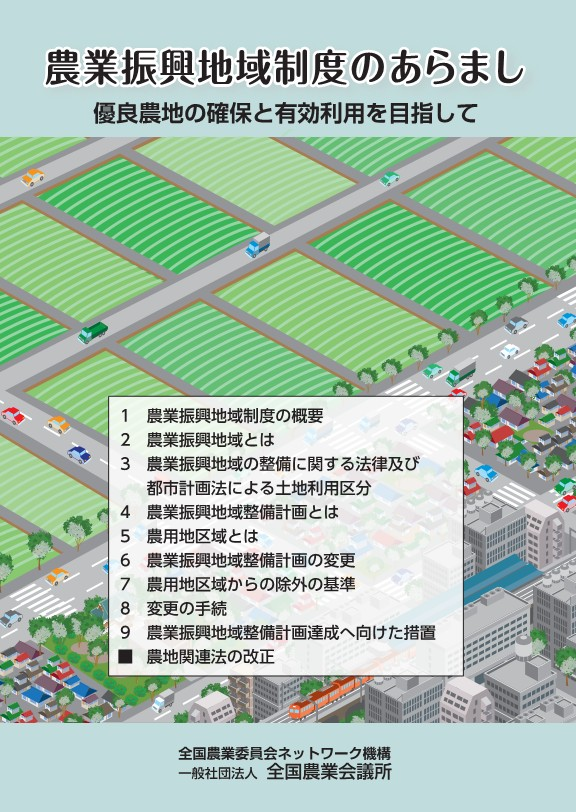 農業振興地域制度のあらまし
優良農地の確保と有効利用を目指して
1 農業振興地域制度の概要
2 農業振興地域とは
3 農業振興地域の整備に関する法律及び
都市計画法による土地利用区分
4 農業振興地域整備計画とは
5 農用地区域とは
6 農業振興地域整備計画の変更
7 農用地区域からの除外の基準
8 変更の手続
9 農業振興地域整備計画達成へ向けた措置
■ 農地関連法の改正
全国農業委員会ネットワーク機構
一般社団法人 全国農業会議所